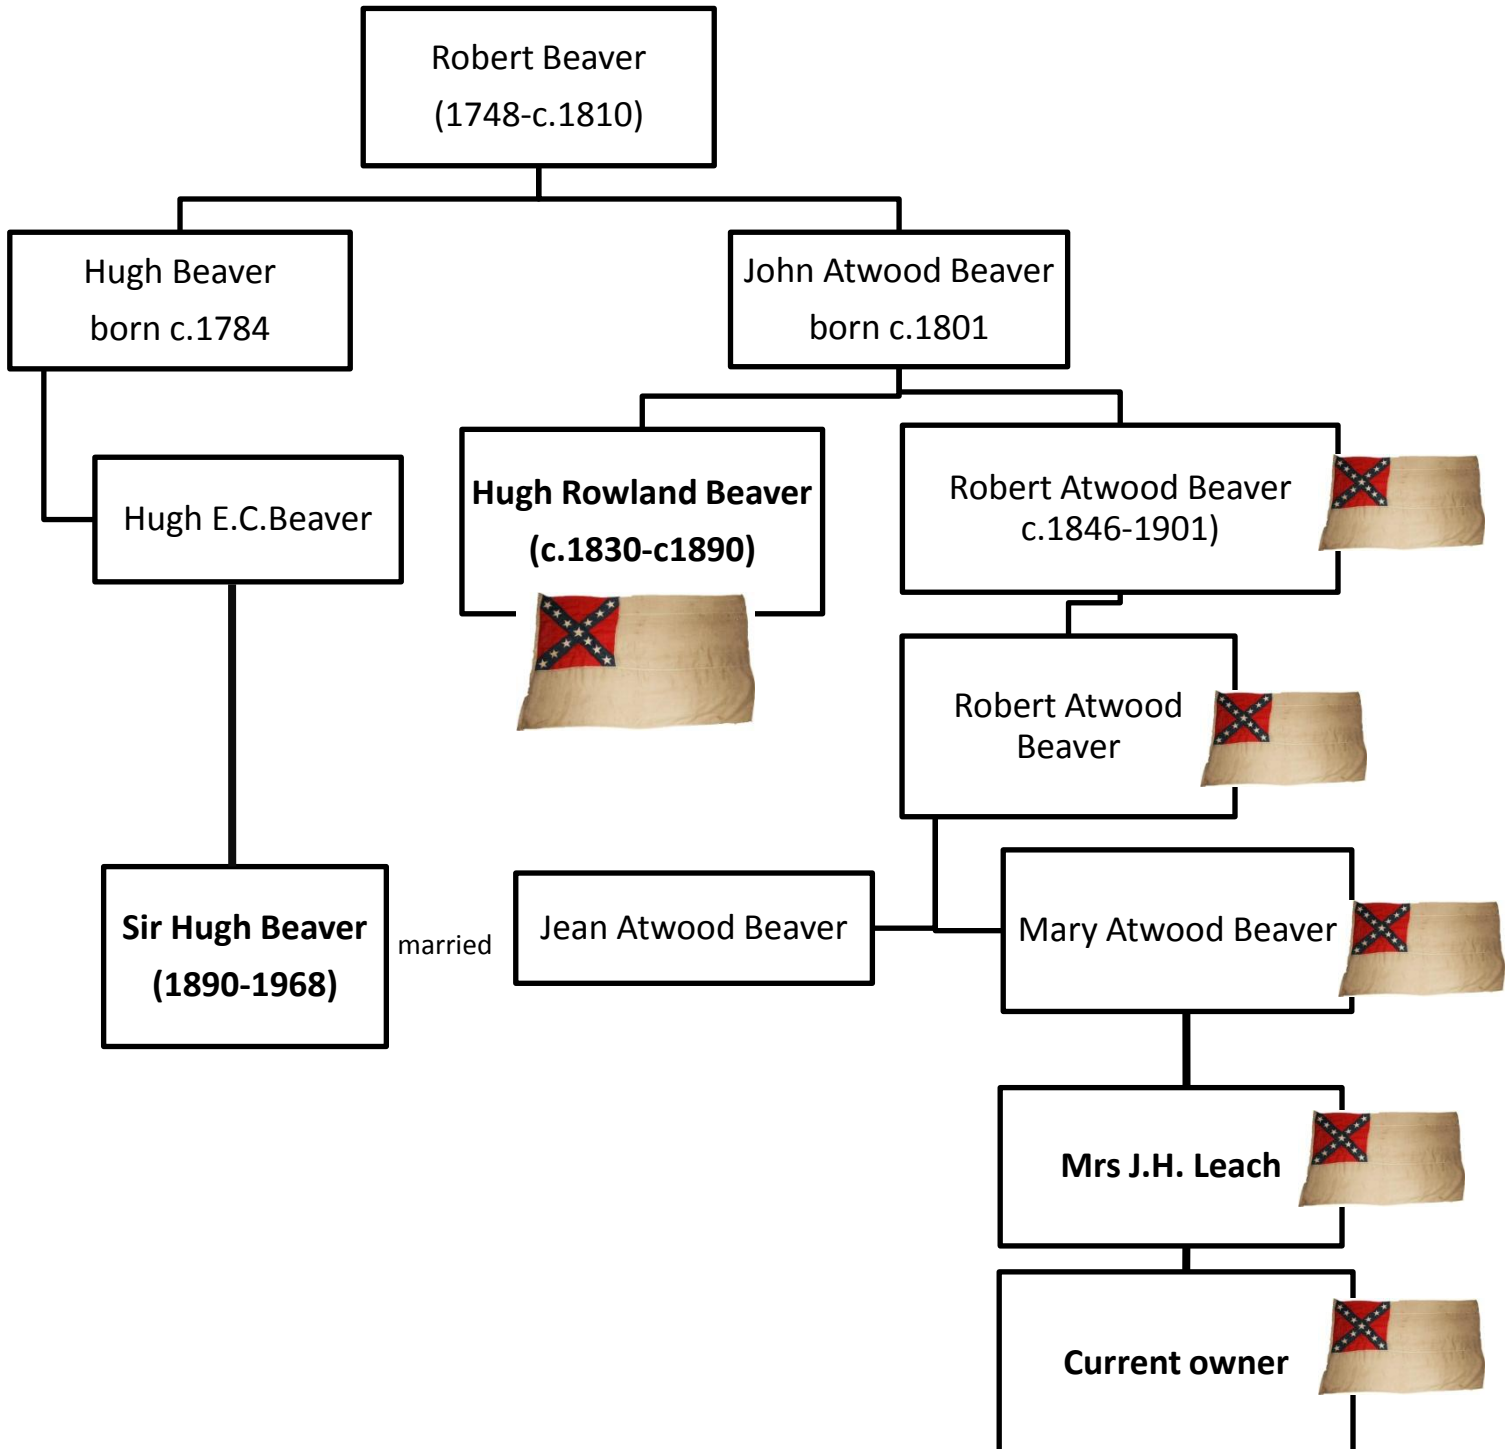 Robert Beaver
(1748-c.1810)
Hugh Beaver
born c.1784
John Atwood Beaver
born c.1801
Hugh E.C.Beaver
Hugh Rowland Beaver
(c.1830-c1890)
Robert Atwood Beaver
c.1846-1901)
Robert Atwood
Beaver
Sir Hugh Beaver
(1890-1968)
married
Jean Atwood Beaver
Mary Atwood Beaver
Mrs J.H. Leach
Current owner